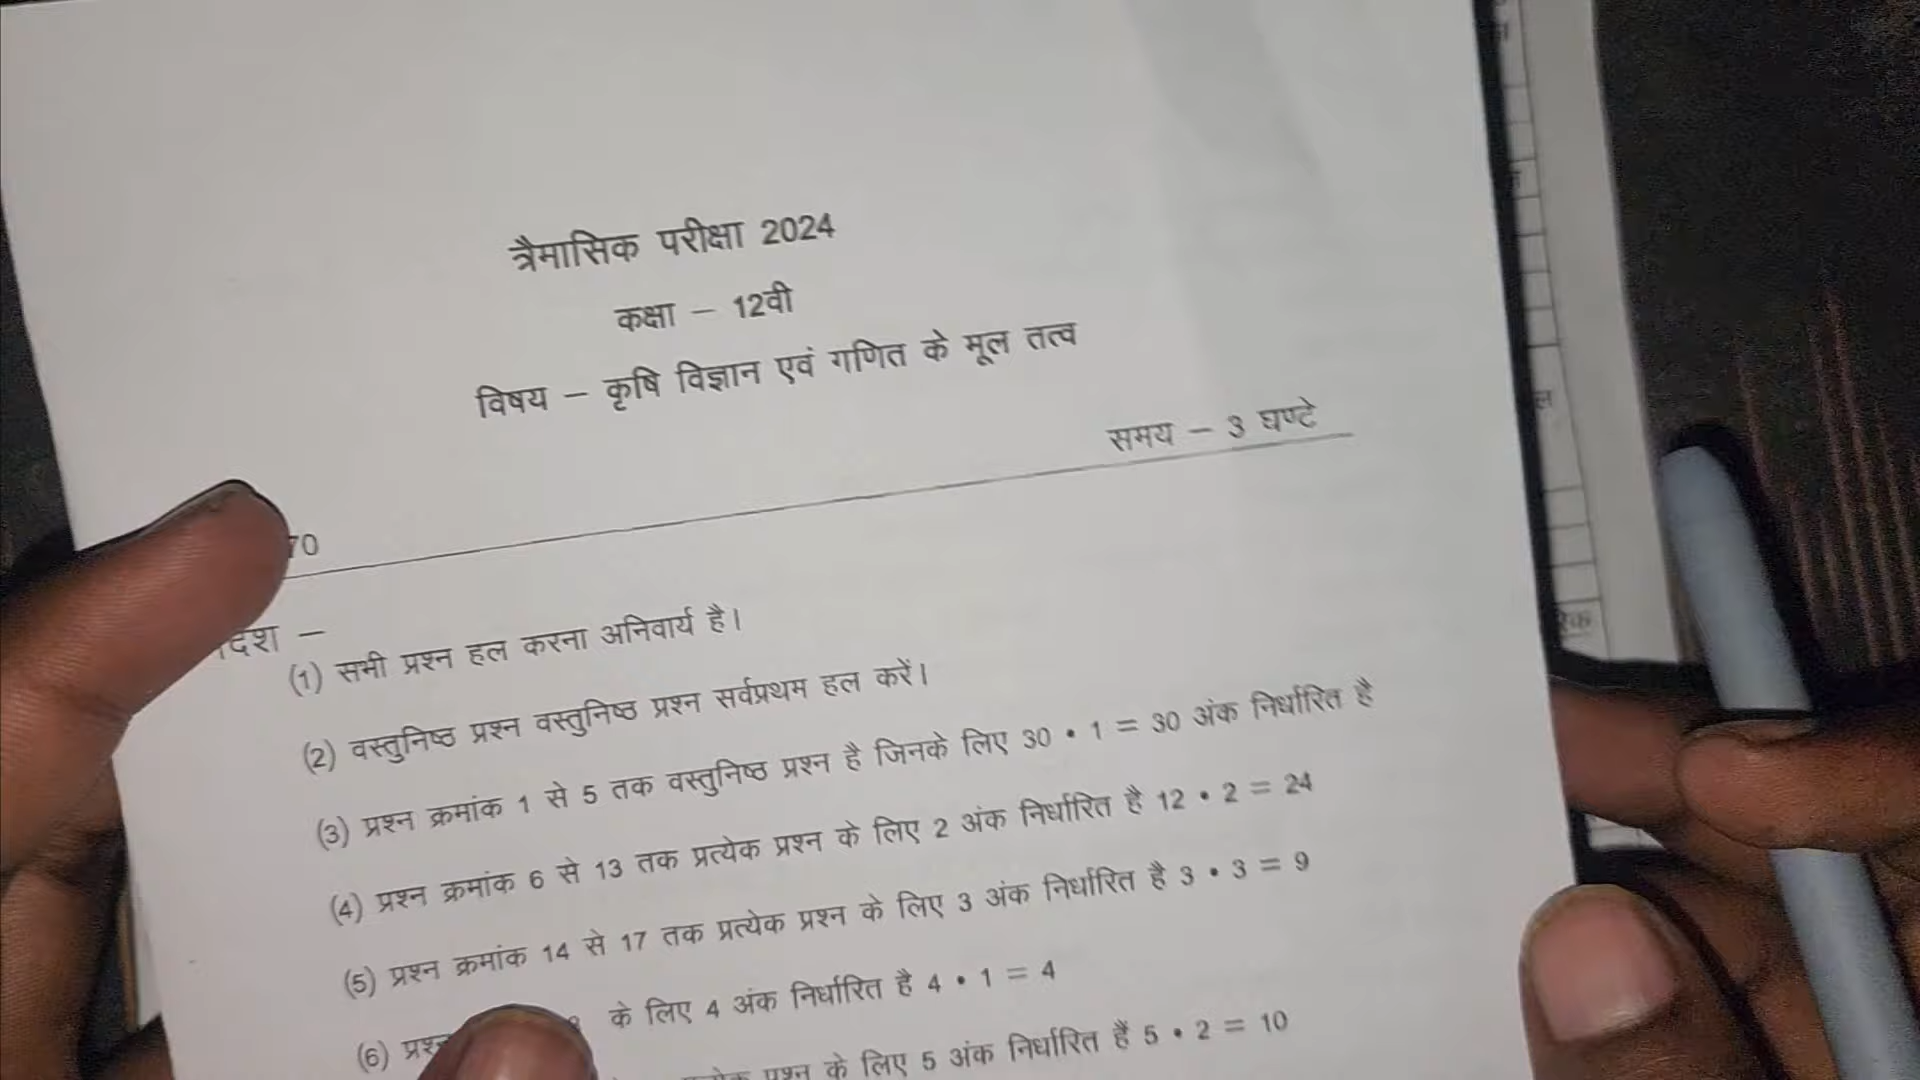 त्रैमासिक परीक्षा 2024
कक्षा – 12वी
विषय – कृषि विज्ञान एवं गणित के मूल तत्व
समय – 3 घण्टे
70
(1) सभी प्रश्न हल करना अनिवार्य है।
(2) वस्तुनिष्ठ प्रश्न वस्तुनिष्ठ प्रश्न सर्वप्रथम हल करें।
(3) प्रश्न क्रमांक 1 से 5 तक वस्तुनिष्ठ प्रश्न है जिनके लिए 30 • 1 = 30 अंक निर्धारित है
(4) प्रश्न क्रमांक 6 से 13 तक प्रत्येक प्रश्न के लिए 2 अंक निर्धारित है 12 • 2 = 24
(5) प्रश्न क्रमांक 14 से 17 तक प्रत्येक प्रश्न के लिए 3 अंक निर्धारित है 3 • 3 = 9
(6) के लिए 4 अंक निर्धारित है 4 • 1 = 4
प्रश्न के लिए 5 अंक निर्धारित हैं 5 • 2 = 10